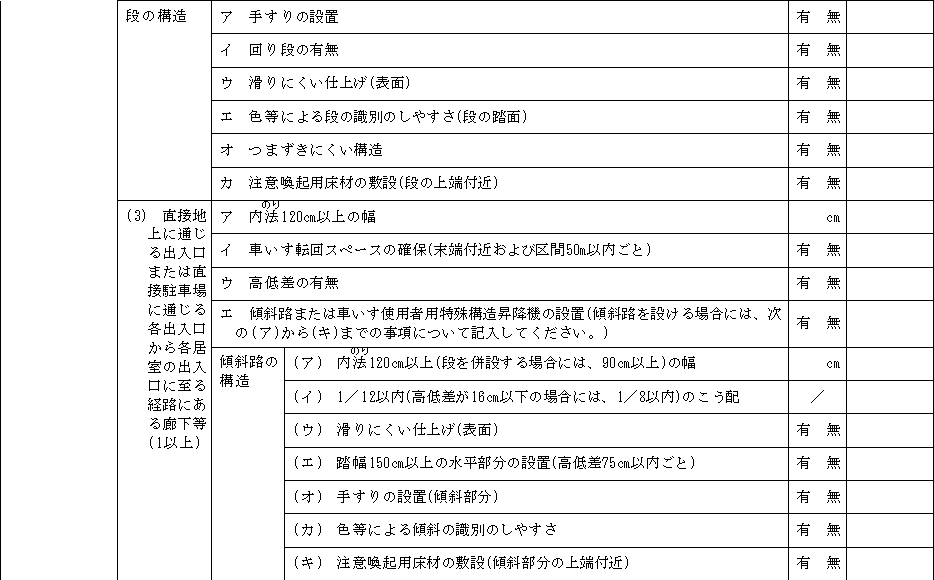 段の構造
ア　手すりの設置　有　無
イ　回り段の有無　有　無
ウ　滑りにくい仕上げ(表面)　有　無
エ　色等による段の識別のしやすさ(段の踏面)　有　無
オ　つまずきにくい構造　有　無
カ　注意喚起用床材の敷設(段の上端付近)　有　無
(3)　直接地
上に通じ
る出入口
または直
接駐車場
に通じる
各出入口
から各居
室の出入
口に至る
経路にあ
る廊下等
(1以上)
のり
ア　内法120㎝以上の幅　㎝
イ　車いす転回スペースの確保(末端付近および区間50m以内ごと)　有　無
ウ　高低差の有無　有　無
エ　傾斜路または車いす使用者用特殊構造昇降機の設置(傾斜路を設ける場合には、次
の(ア)から(キ)までの事項について記入してください。)　有　無
傾斜路の
構造
のり
(ア)　内法120㎝以上(段を併設する場合には、90㎝以上)の幅　㎝
(イ)　1／12以内(高低差が16㎝以下の場合には、1／8以内)のこう配　／
(ウ)　滑りにくい仕上げ(表面)　有　無
(エ)　踏幅150㎝以上の水平部分の設置(高低差75㎝以内ごと)　有　無
(オ)　手すりの設置(傾斜部分)　有　無
(カ)　色等による傾斜の識別のしやすさ　有　無
(キ)　注意喚起用床材の敷設(傾斜部分の上端付近)　有　無